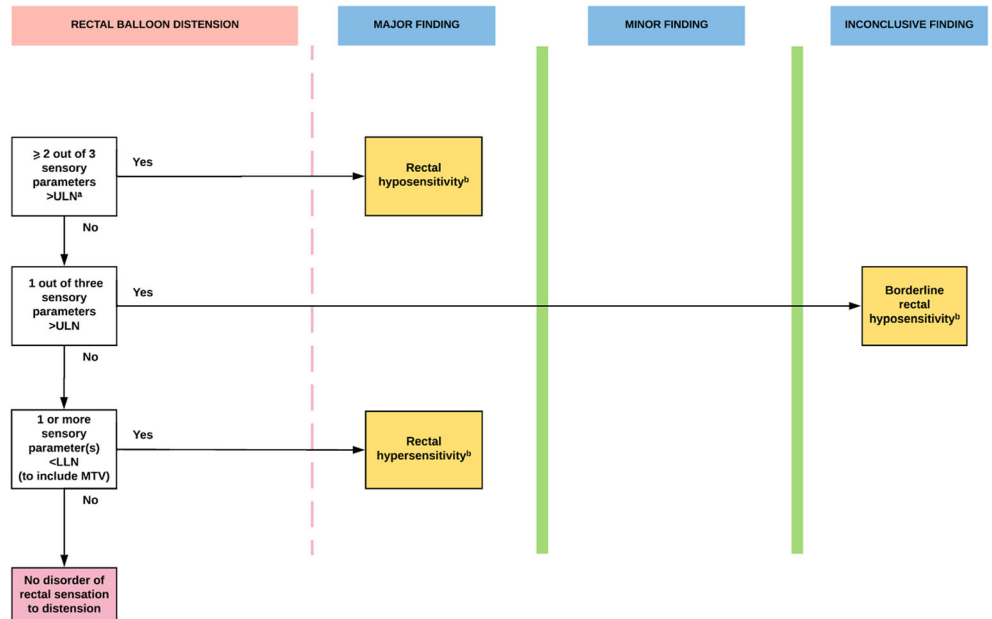 RECTAL BALLOON DISTENSION
MAJOR FINDING
MINOR FINDING
INCONCLUSIVE FINDING
⩾ 2 out of 3
sensory
parameters
>ULNᵃ
Yes
Rectal
hyposensitivityᵇ
No
1 out of three
sensory
parameters
>ULN
Yes
Borderline
rectal
hyposensitivityᵇ
No
1 or more
sensory
parameter(s)
<LLN
(to include MTV)
Yes
Rectal
hypersensitivityᵇ
No
No disorder of
rectal sensation
to distension